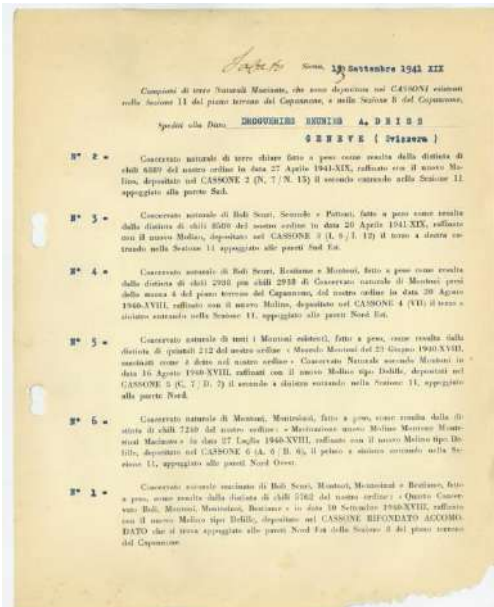 Sabato Siena, 13 Settembre 1941 XIX
Campioni di terre Naturali Macinate, che sono depositate nei CASSONI esistenti
nella Sezione 11 del piano terreno del Capannone, e nella Sezione 8 del Capannone,
Spediti alla Ditta DROGUERIES REUNIES A. DRISS
GENEVE ( Svizzera )
N° 2 = Conservato naturale di terre chiare fatto a peso come resulta dalla distinta di
chili 6889 del nostro ordine in data 27 Aprile 1941-XIX, raffinato con il nuovo Mo-
lino, depositato nel CASSONE 2 (N. 7 / N. 15) il secondo entrando nella Sezione 11
appoggiato alla parete Sud.
N° 3 = Conservato naturale di Boli Scuri, Seconde e Pattoni, fatto a peso come resulta
dalla distinta di chili 8500 del nostro ordine in data 20 Aprile 1941-XIX, raffinato
con il nuovo Molino, depositato nel CASSONE 3 (I. 9 / I. 12) il terzo a destra en-
trando nella Sezione 11 appoggiato alle pareti Sud Est.
N° 4 = Conservato naturale di Boli Scuri, Bestiame e Montoni, fatto a peso come resulta
dalla distinta di chili 2938 più chili 2938 di Conservato naturale di Montoni presi
dalla massa 4 del piano terreno del Capannone, del nostro ordine in data 20 Agosto
1940-XVIII, raffinato con il nuovo Molino, depositato nel CASSONE 4 (VII) il terzo a
sinistra entrando nella Sezione 11, appoggiato alle pareti Nord Est.
N° 5 = Conservato naturale di tutti i Montoni esistenti, fatto a peso, come resulta dalla
distinta di quintali 212 del nostro ordine « Mucchi Montoni del 23 Giugno 1940-XVIII,
macinati come è detto nel nostro ordine « Conservato Naturale secondo Montoni in
data 16 Agosto 1940-XVIII, raffinati con il nuovo Molino tipo Delille, depositati nel
CASSONE 5 (C. 7 / D. 7) il secondo a sinistra entrando nella Sezione 11, appoggiato
alla parete Nord.
N° 6 = Conservato naturale di Montoni, Montonissi, fatto a peso, come resulta dalla di-
stinta di chili 7240 del nostro ordine: « Macinazione nuovo Molino Montoni
Macinate » in data 27 Luglio 1940-XVIII, raffinato con il nuovo Molino tipo De-
lille, depositato nel CASSONE 6 (A. 6 / B. 6), il primo a sinistra entrando nella Se-
zione 11, appoggiato alle pareti Nord Ovest.
N° 1 = Conservato naturale macinato di Boli Scuri, Montoni, Montonissi e Bestiame, fatto
a peso, come resulta dalla distinta di chili 5762 del nostro ordine: « Quarto Conser-
vato Boli, Montoni, Montonissi, Bestiame » in data 10 Settembre 1940-XVIII, raffinato
con il nuovo Molino tipo Delille, depositato nel CASSONE RIFONDATO ACCOMO-
DATO che si trova appoggiato alle pareti Nord Est della Sezione 8 del piano terreno
del Capannone.